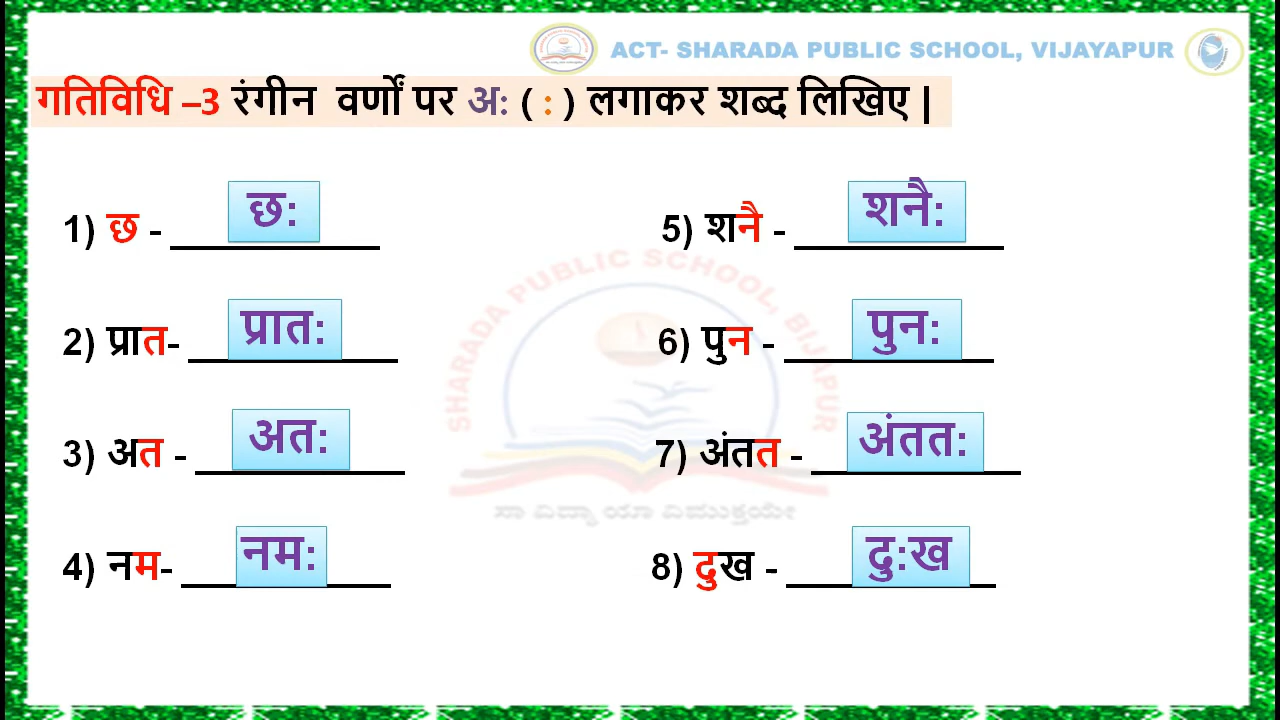 ACT- SHARADA PUBLIC SCHOOL, VIJAYAPUR
गतिविधि –3 रंगीन वर्णों पर अः ( : ) लगाकर शब्द लिखिए |
1) छ - छः
2) प्रात- प्रातः
3) अत - अतः
4) नम- नमः
5) शनै - शनैः
6) पुन - पुनः
7) अंतत - अंततः
8) दुख - दुःख
SHARADA PUBLIC SCHOOL, BIJAPUR
ಸಾ ವಿದ್ಯಾ ಯಾ ವಿಮುಕ್ತಯೇ